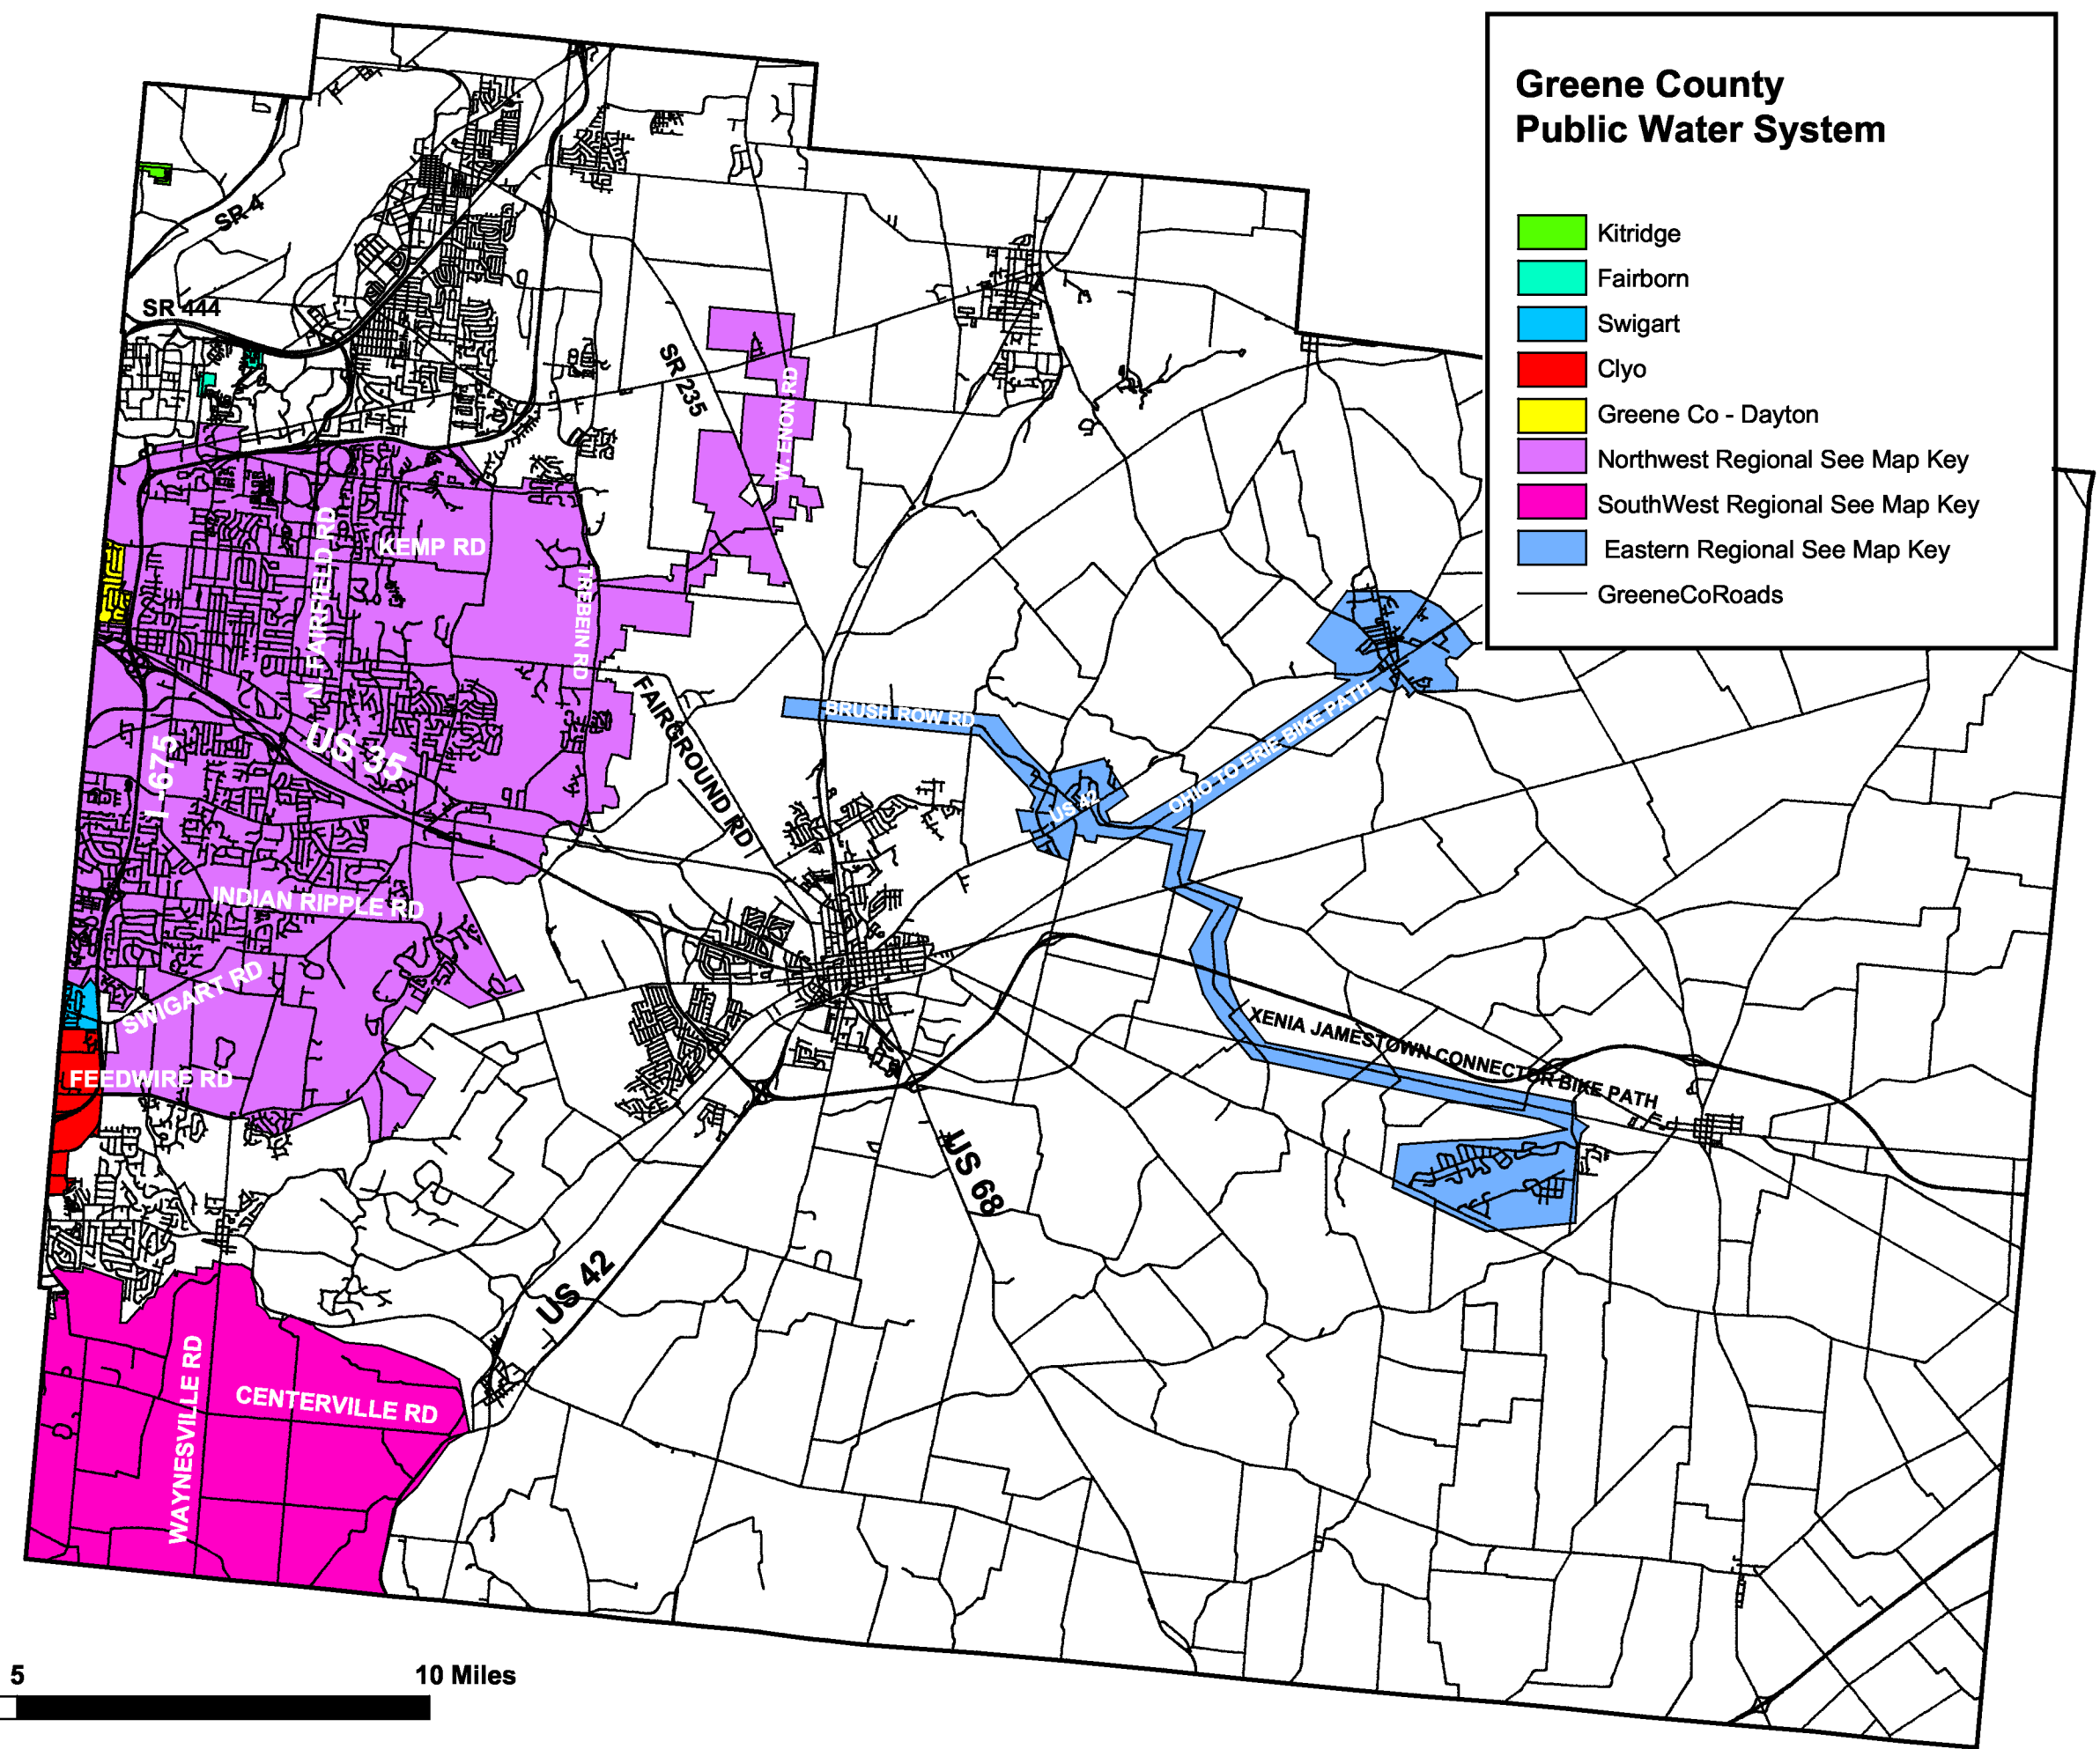 Greene County
Public Water System
Kitridge
Fairborn
Swigart
Clyo
Greene Co - Dayton
Northwest Regional See Map Key
SouthWest Regional See Map Key
Eastern Regional See Map Key
GreeneCoRoads
SR 4
SR 444
SR 235
W. ENON RD
N FAIRFIELD RD
KEMP RD
TREBEIN RD
FAIRGROUND RD
BRUSH ROW RD
OHIO TO ERIE BIKE PATH
US 42
US 35
I-675
INDIAN RIPPLE RD
SWIGART RD
FEEDWIRE RD
XENIA JAMESTOWN CONNECTOR BIKE PATH
US 68
US 42
WAYNESVILLE RD
CENTERVILLE RD
5
10 Miles